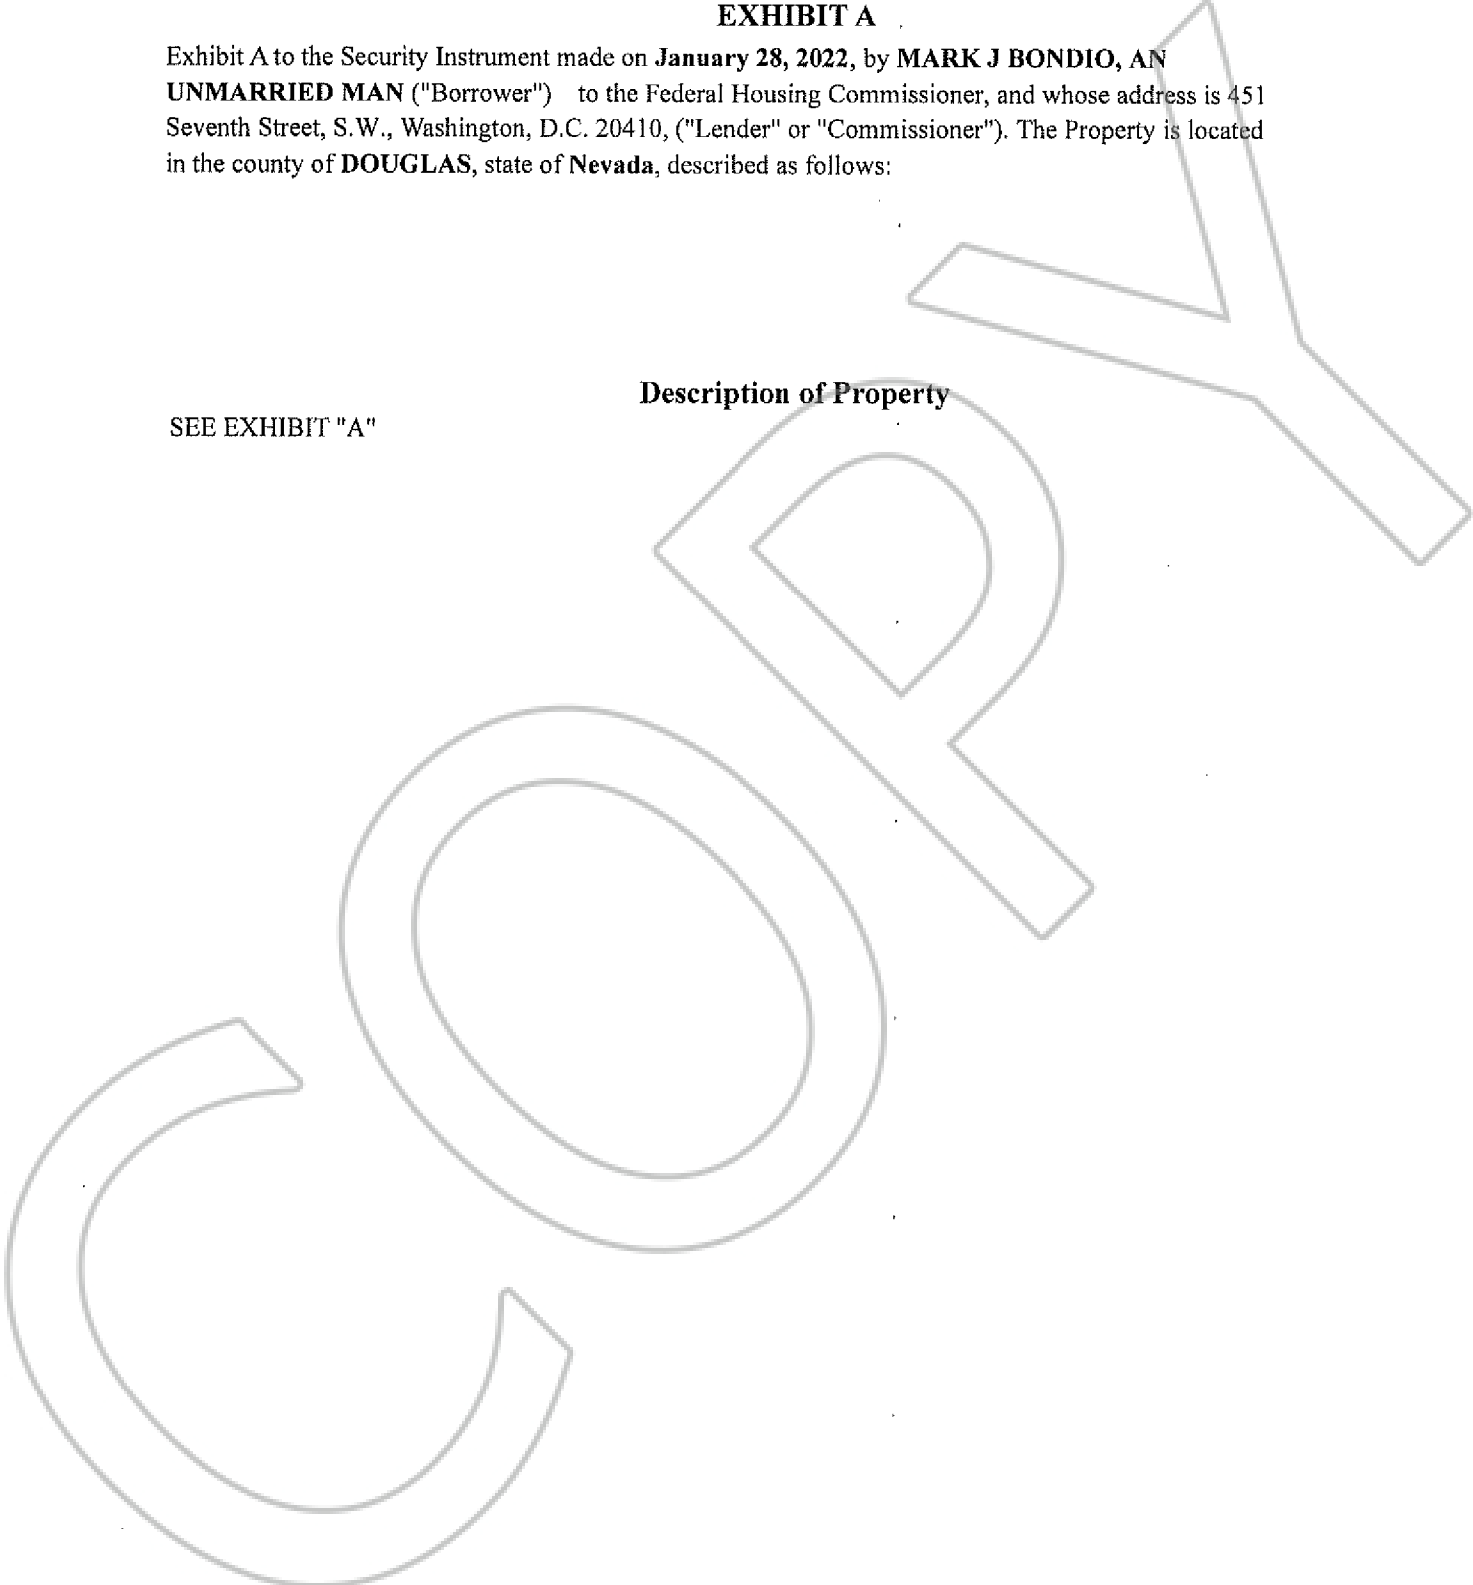 EXHIBIT A
Exhibit A to the Security Instrument made on January 28, 2022, by MARK J BONDIO, AN
UNMARRIED MAN ("Borrower") to the Federal Housing Commissioner, and whose address is 451
Seventh Street, S.W., Washington, D.C. 20410, ("Lender" or "Commissioner"). The Property is located
in the county of DOUGLAS, state of Nevada, described as follows:
Description of Property
SEE EXHIBIT "A"
COPY